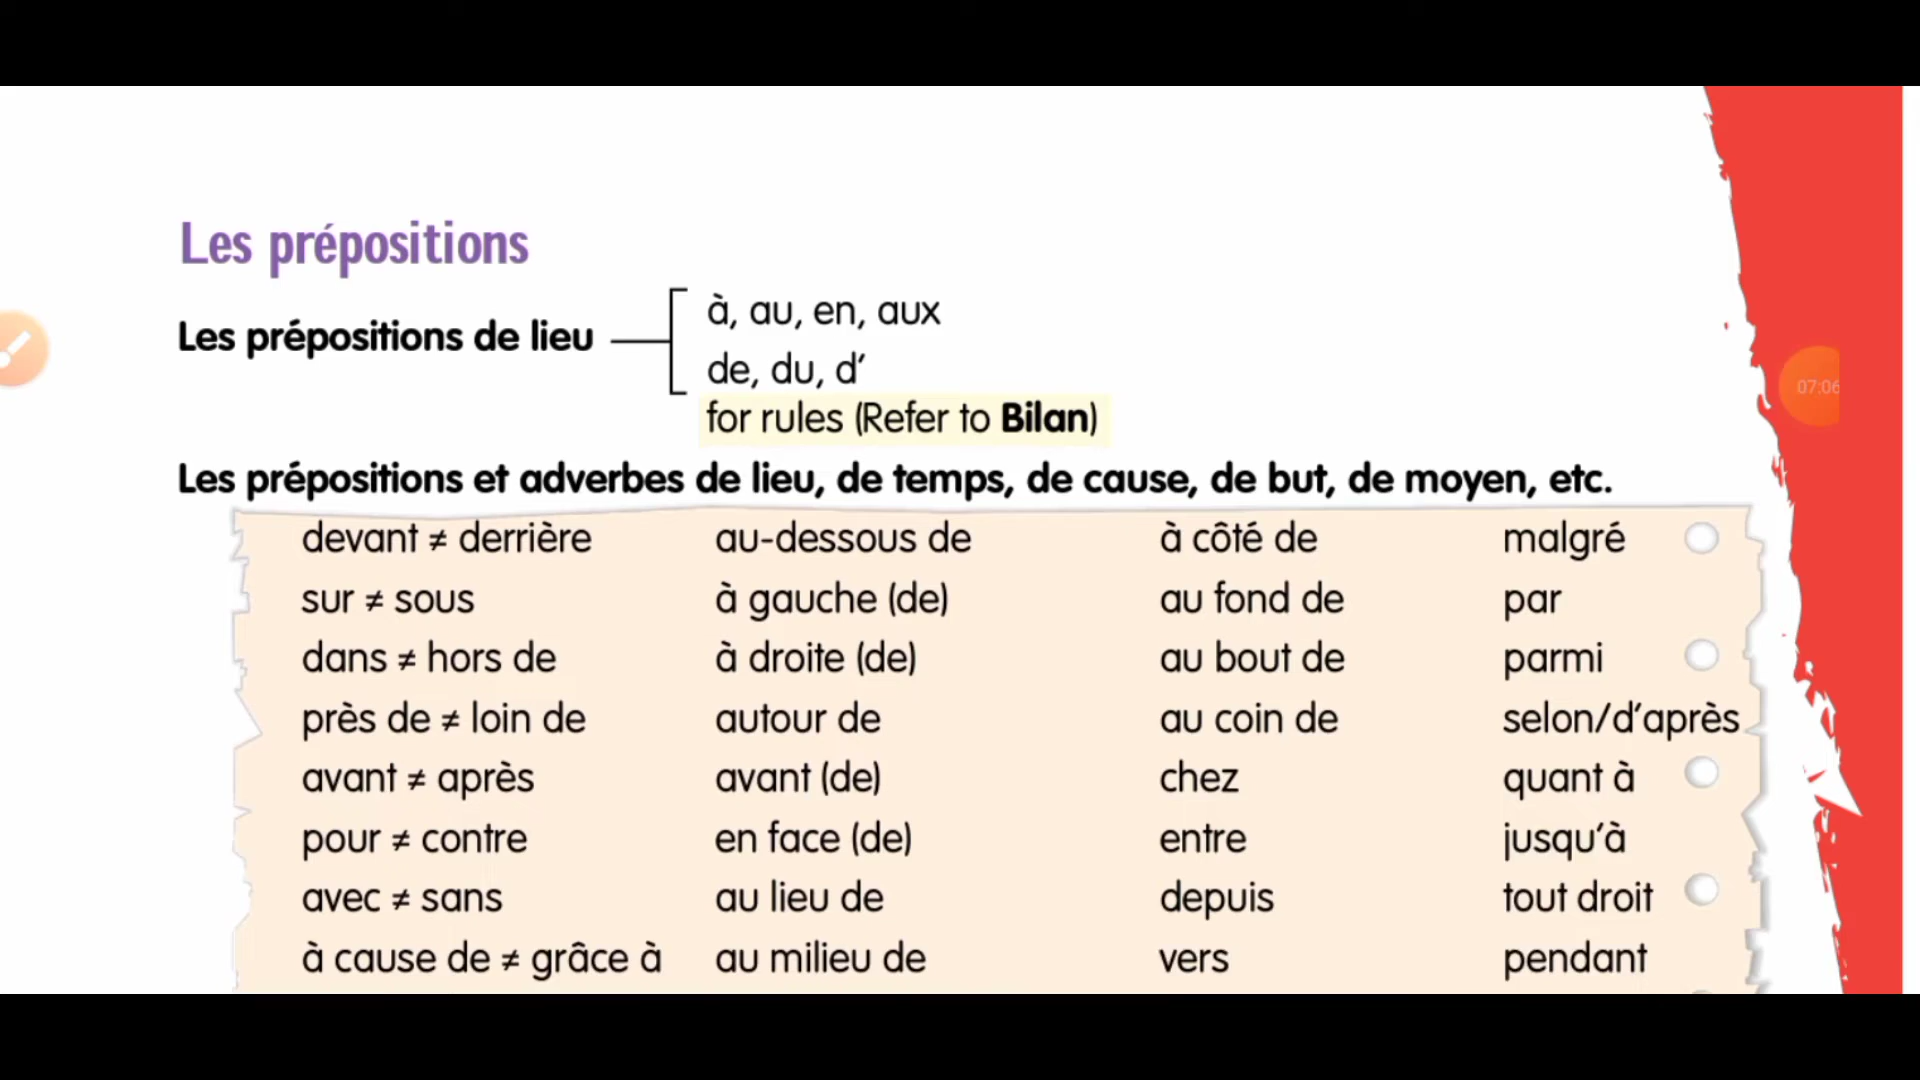 Les prépositions
Les prépositions de lieu
à, au, en, aux
de, du, d’
for rules (Refer to Bilan)
Les prépositions et adverbes de lieu, de temps, de cause, de but, de moyen, etc.
devant ≠ derrière au-dessous de à côté de malgré
sur ≠ sous à gauche (de) au fond de par
dans ≠ hors de à droite (de) au bout de parmi
près de ≠ loin de autour de au coin de selon/d’après
avant ≠ après avant (de) chez quant à
pour ≠ contre en face (de) entre jusqu’à
avec ≠ sans au lieu de depuis tout droit
à cause de ≠ grâce à au milieu de vers pendant
07:06